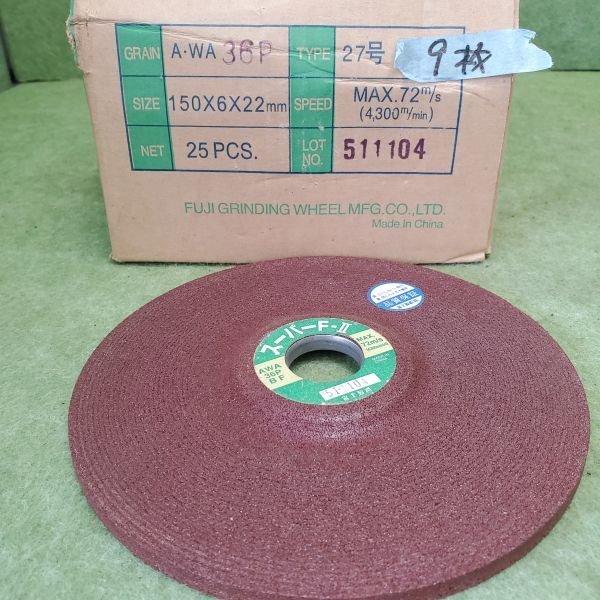 GRAIN A·WA 36P TYPE 27号 9枚
SIZE 150X6X22mm SPEED MAX.72m/s
(4,300m/min)
NET 25 PCS. LOT NO. 511104
FUJI GRINDING WHEEL MFG.CO.,LTD.
Made in China
スーパーF-II
AWA
36P
BF
MAX.
72m/s